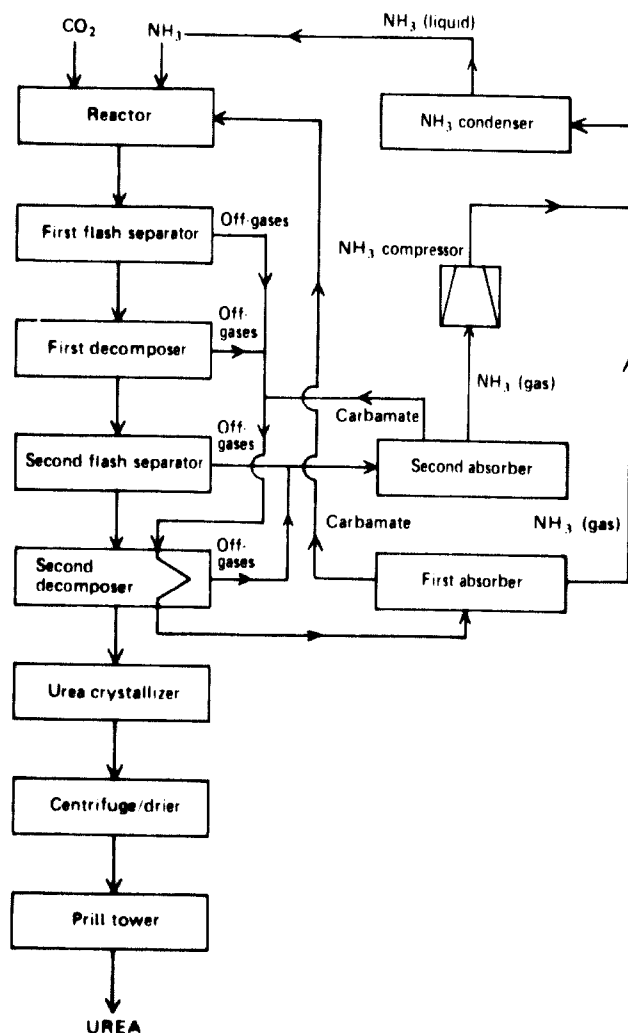 CO₂
NH₃
NH₃ (liquid)
Reactor
NH₃ condenser
First flash separator
Off-gases
NH₃ compressor
First decomposer
Off-
gases
NH₃ (gas)
Carbamate
Second flash separator
Off-
gases
Second absorber
Carbamate
NH₃ (gas)
Second
decomposer
Off-
gases
First absorber
Urea crystallizer
Centrifuge/drier
Prill tower
UREA